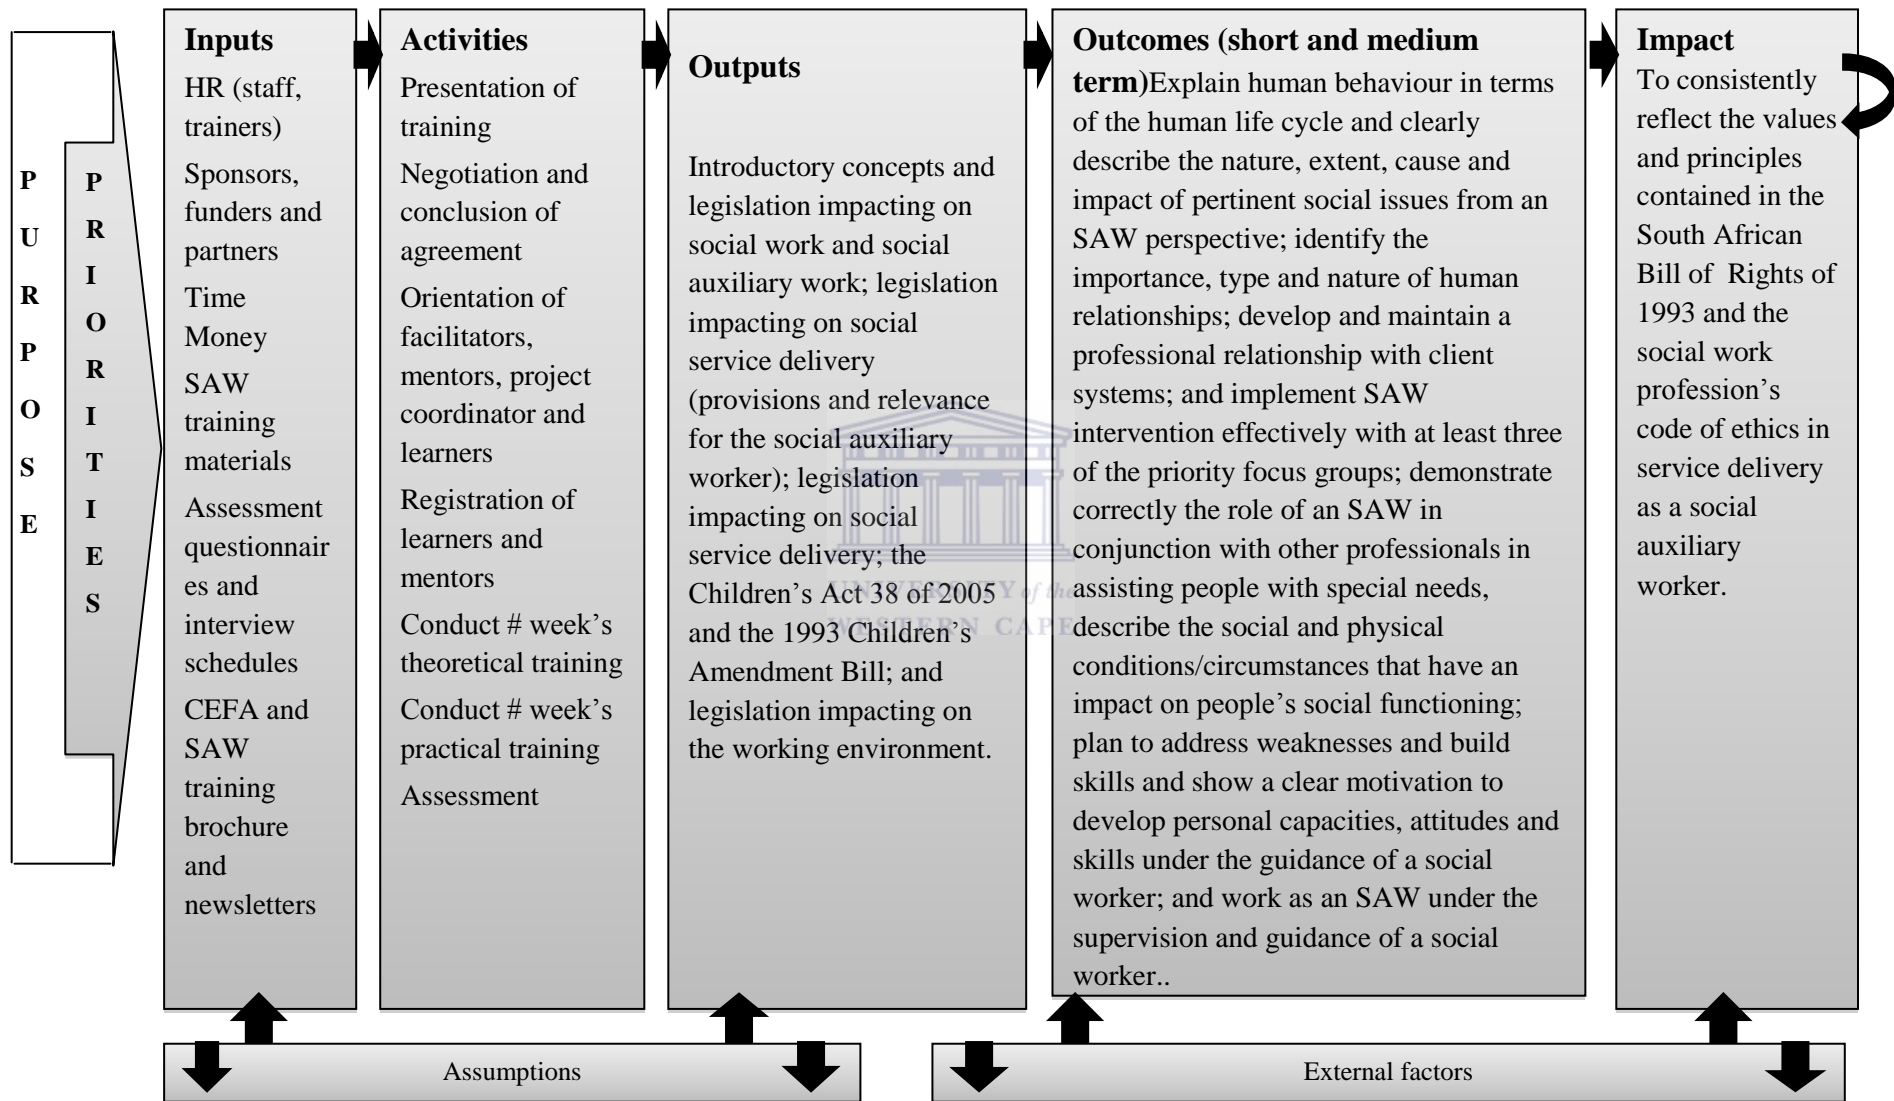 PURPOSE
PRIORITIES
Inputs
HR (staff,
trainers)
Sponsors,
funders and
partners
Time
Money
SAW
training
materials
Assessment
questionnair
es and
interview
schedules
CEFA and
SAW
training
brochure
and
newsletters
Activities
Presentation of
training
Negotiation and
conclusion of
agreement
Orientation of
facilitators,
mentors, project
coordinator and
learners
Registration of
learners and
mentors
Conduct # week’s
theoretical training
Conduct # week’s
practical training
Assessment
Outputs
Introductory concepts and
legislation impacting on
social work and social
auxiliary work; legislation
impacting on social
service delivery
(provisions and relevance
for the social auxiliary
worker); legislation
impacting on social
service delivery; the
Children’s Act 38 of 2005
and the 1993 Children’s
Amendment Bill; and
legislation impacting on
the working environment.
Outcomes (short and medium
term)Explain human behaviour in terms
of the human life cycle and clearly
describe the nature, extent, cause and
impact of pertinent social issues from an
SAW perspective; identify the
importance, type and nature of human
relationships; develop and maintain a
professional relationship with client
systems; and implement SAW
intervention effectively with at least three
of the priority focus groups; demonstrate
correctly the role of an SAW in
conjunction with other professionals in
assisting people with special needs,
describe the social and physical
conditions/circumstances that have an
impact on people’s social functioning;
plan to address weaknesses and build
skills and show a clear motivation to
develop personal capacities, attitudes and
skills under the guidance of a social
worker; and work as an SAW under the
supervision and guidance of a social
worker..
Impact
To consistently
reflect the values
and principles
contained in the
South African
Bill of  Rights of
1993 and the
social work
profession’s
code of ethics in
service delivery
as a social
auxiliary
worker.
UNIVERSITY of the
WESTERN CAPE
Assumptions
External factors